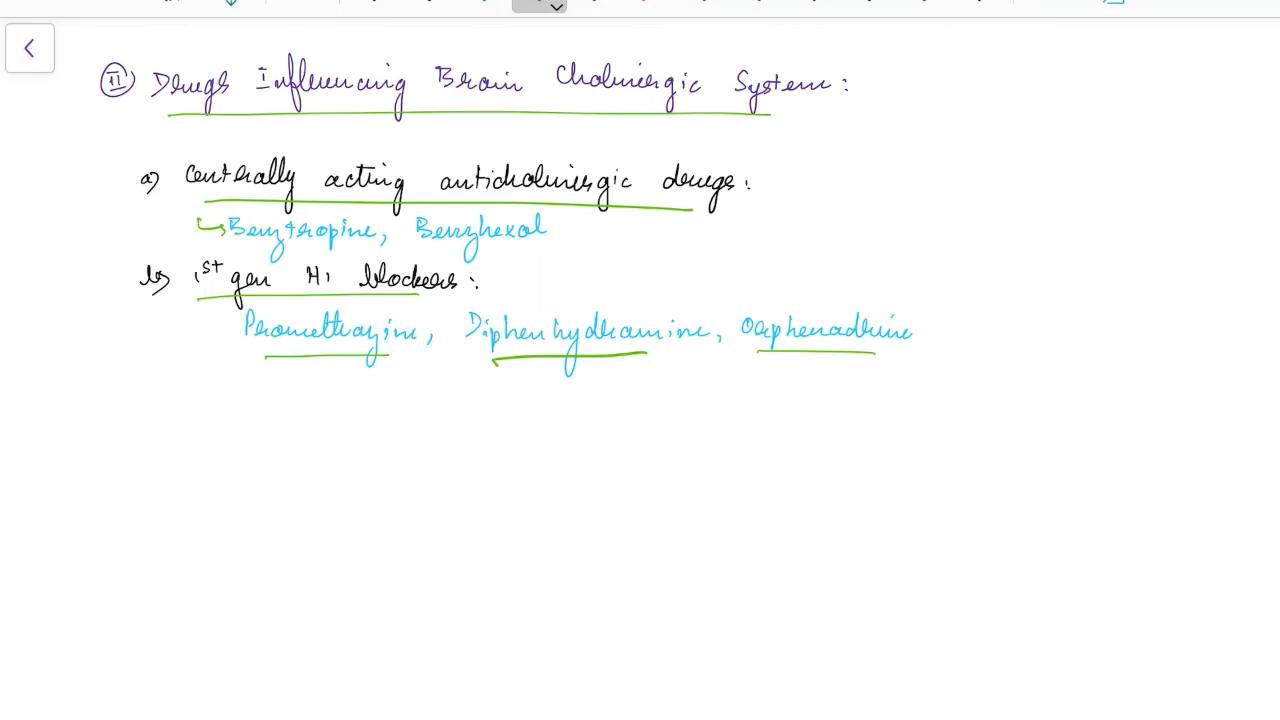 II) Drugs Influencing Brain Cholinergic System :
a) Centrally acting anticholinergic drugs :
↳ Benztropine, Benzhexol
b) 1st gen H1 blockers :
Promethazine, Diphenhydramine, Orphenadrine